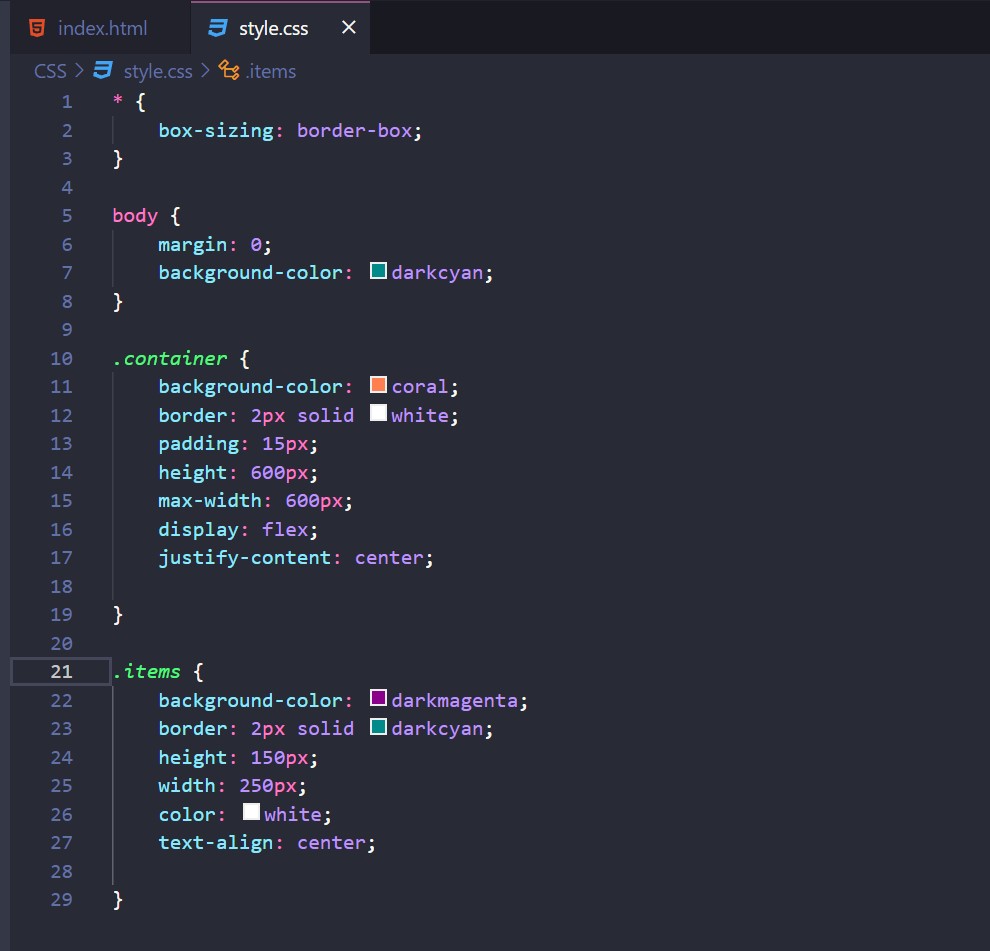 index.html style.css ×
CSS > style.css > .items
1 * {
2     box-sizing: border-box;
3 }
4
5 body {
6     margin: 0;
7     background-color: darkcyan;
8 }
9
10 .container {
11     background-color: coral;
12     border: 2px solid white;
13     padding: 15px;
14     height: 600px;
15     max-width: 600px;
16     display: flex;
17     justify-content: center;
18
19 }
20
21 .items {
22     background-color: darkmagenta;
23     border: 2px solid darkcyan;
24     height: 150px;
25     width: 250px;
26     color: white;
27     text-align: center;
28
29 }